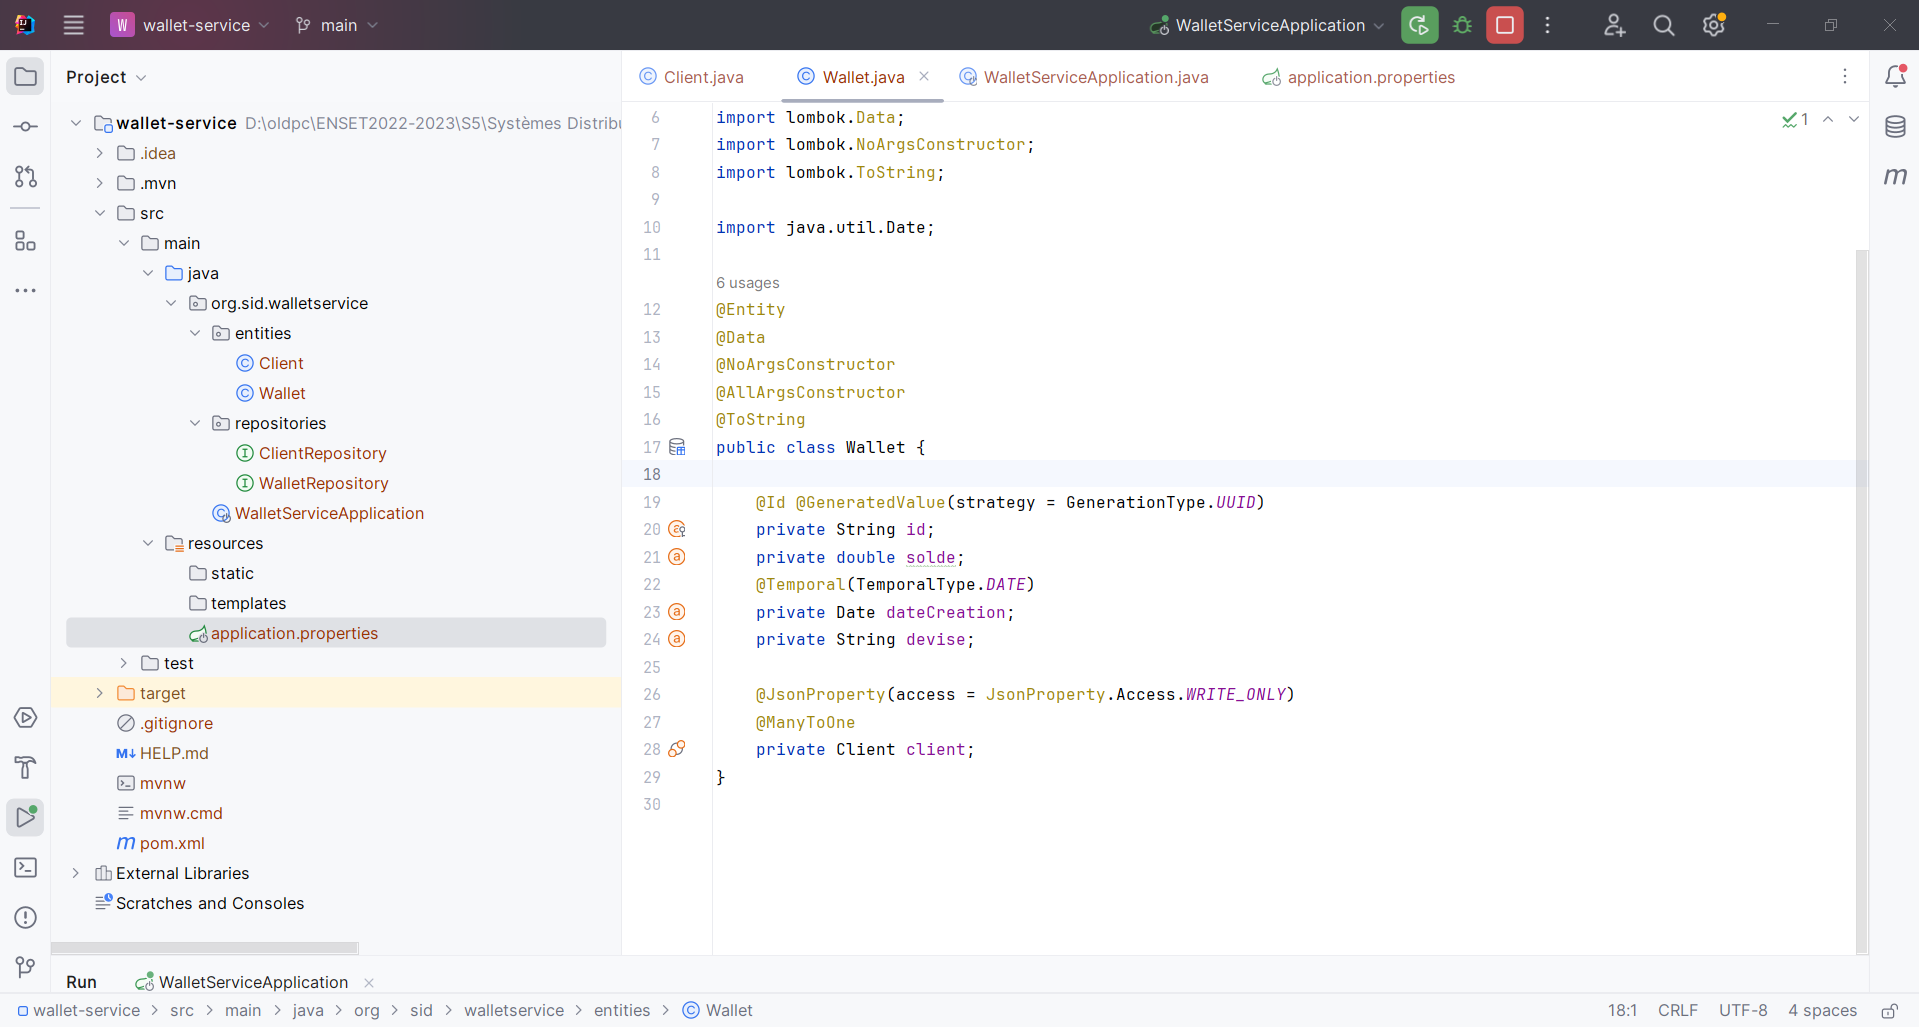 W wallet-service main WalletServiceApplication
Project
wallet-service D:\oldpc\ENSET2022-2023\S5\Systèmes Distribu
.idea
.mvn
src
main
java
org.sid.walletservice
entities
Client
Wallet
repositories
ClientRepository
WalletRepository
WalletServiceApplication
resources
static
templates
application.properties
test
target
.gitignore
M↓ HELP.md
mvnw
mvnw.cmd
m pom.xml
External Libraries
Scratches and Consoles
Client.java Wallet.java WalletServiceApplication.java application.properties
6 import lombok.Data;
7 import lombok.NoArgsConstructor;
8 import lombok.ToString;
9
10 import java.util.Date;
11
6 usages
12 @Entity
13 @Data
14 @NoArgsConstructor
15 @AllArgsConstructor
16 @ToString
17 public class Wallet {
18
19 @Id @GeneratedValue(strategy = GenerationType.UUID)
20 private String id;
21 private double solde;
22 @Temporal(TemporalType.DATE)
23 private Date dateCreation;
24 private String devise;
25
26 @JsonProperty(access = JsonProperty.Access.WRITE_ONLY)
27 @ManyToOne
28 private Client client;
29 }
30
1
m
Run WalletServiceApplication
wallet-service > src > main > java > org > sid > walletservice > entities > Wallet 18:1 CRLF UTF-8 4 spaces